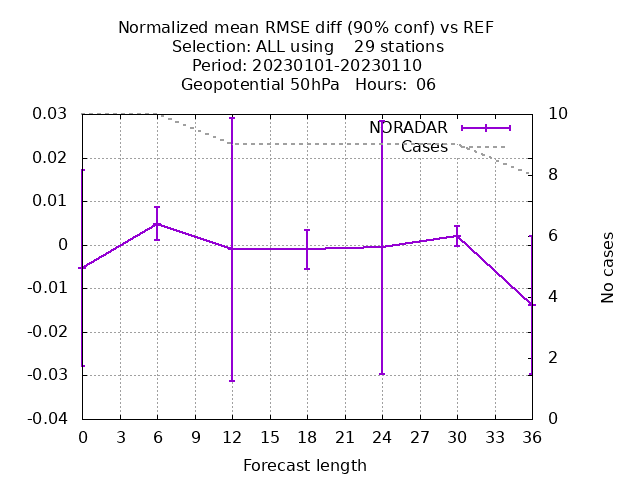 Normalized mean RMSE diff (90% conf) vs REF
Selection: ALL using    29 stations
Period: 20230101-20230110
Geopotential 50hPa   Hours:  06
0.03
0.02
0.01
0
-0.01
-0.02
-0.03
-0.04
NORADAR
Cases
10
8
6
4
2
0
No cases
0 3 6 9 12 15 18 21 24 27 30 33 36
Forecast length